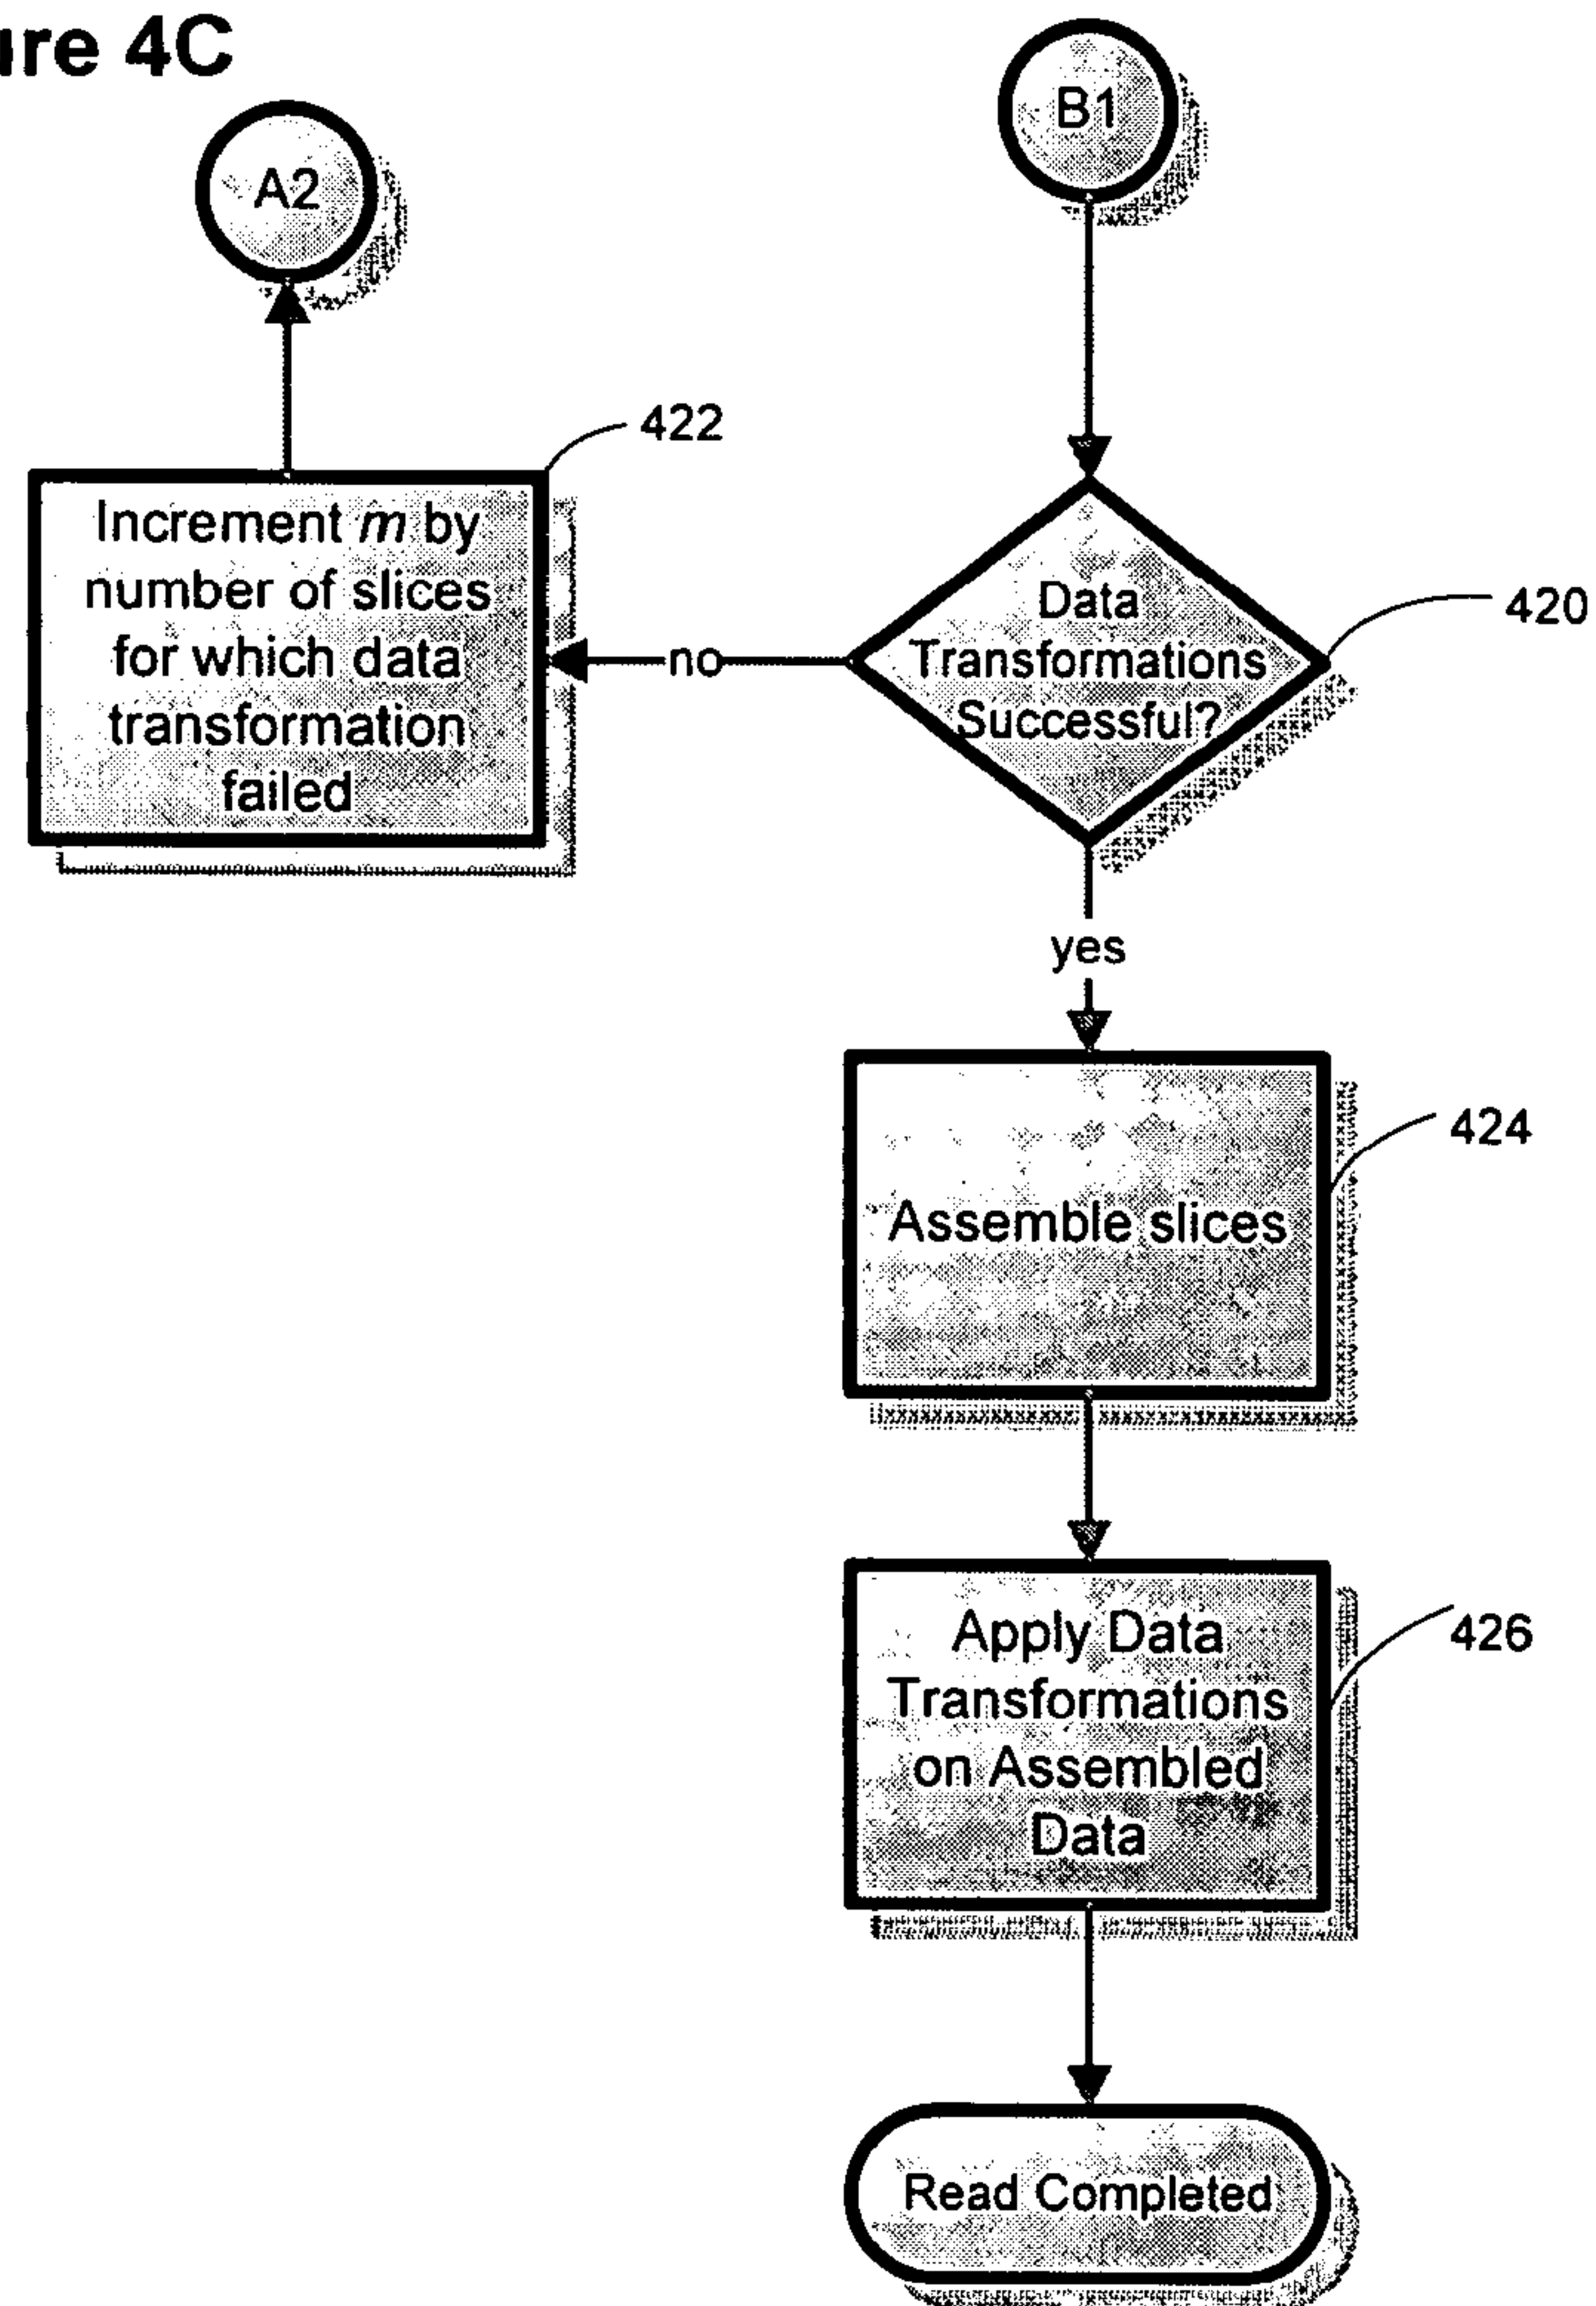 ure 4C
B1
A2
422
Increment m by
number of slices
for which data
transformation
failed
no
Data
Transformations
Successful?
420
yes
424
Assemble slices
Apply Data
Transformations
on Assembled
Data
426
Read Completed